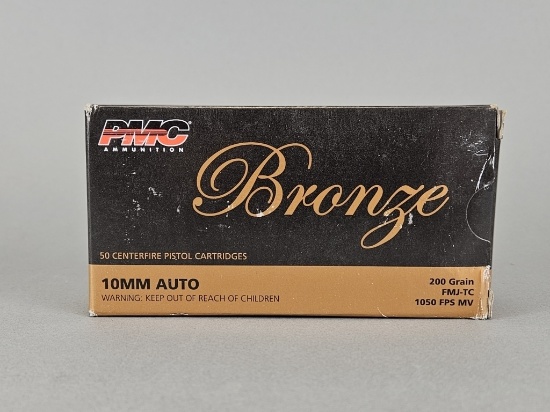 PMC
AMMUNITION
Bronze
50 CENTERFIRE PISTOL CARTRIDGES
10MM AUTO
WARNING: KEEP OUT OF REACH OF CHILDREN
200 Grain
FMJ-TC
1050 FPS MV